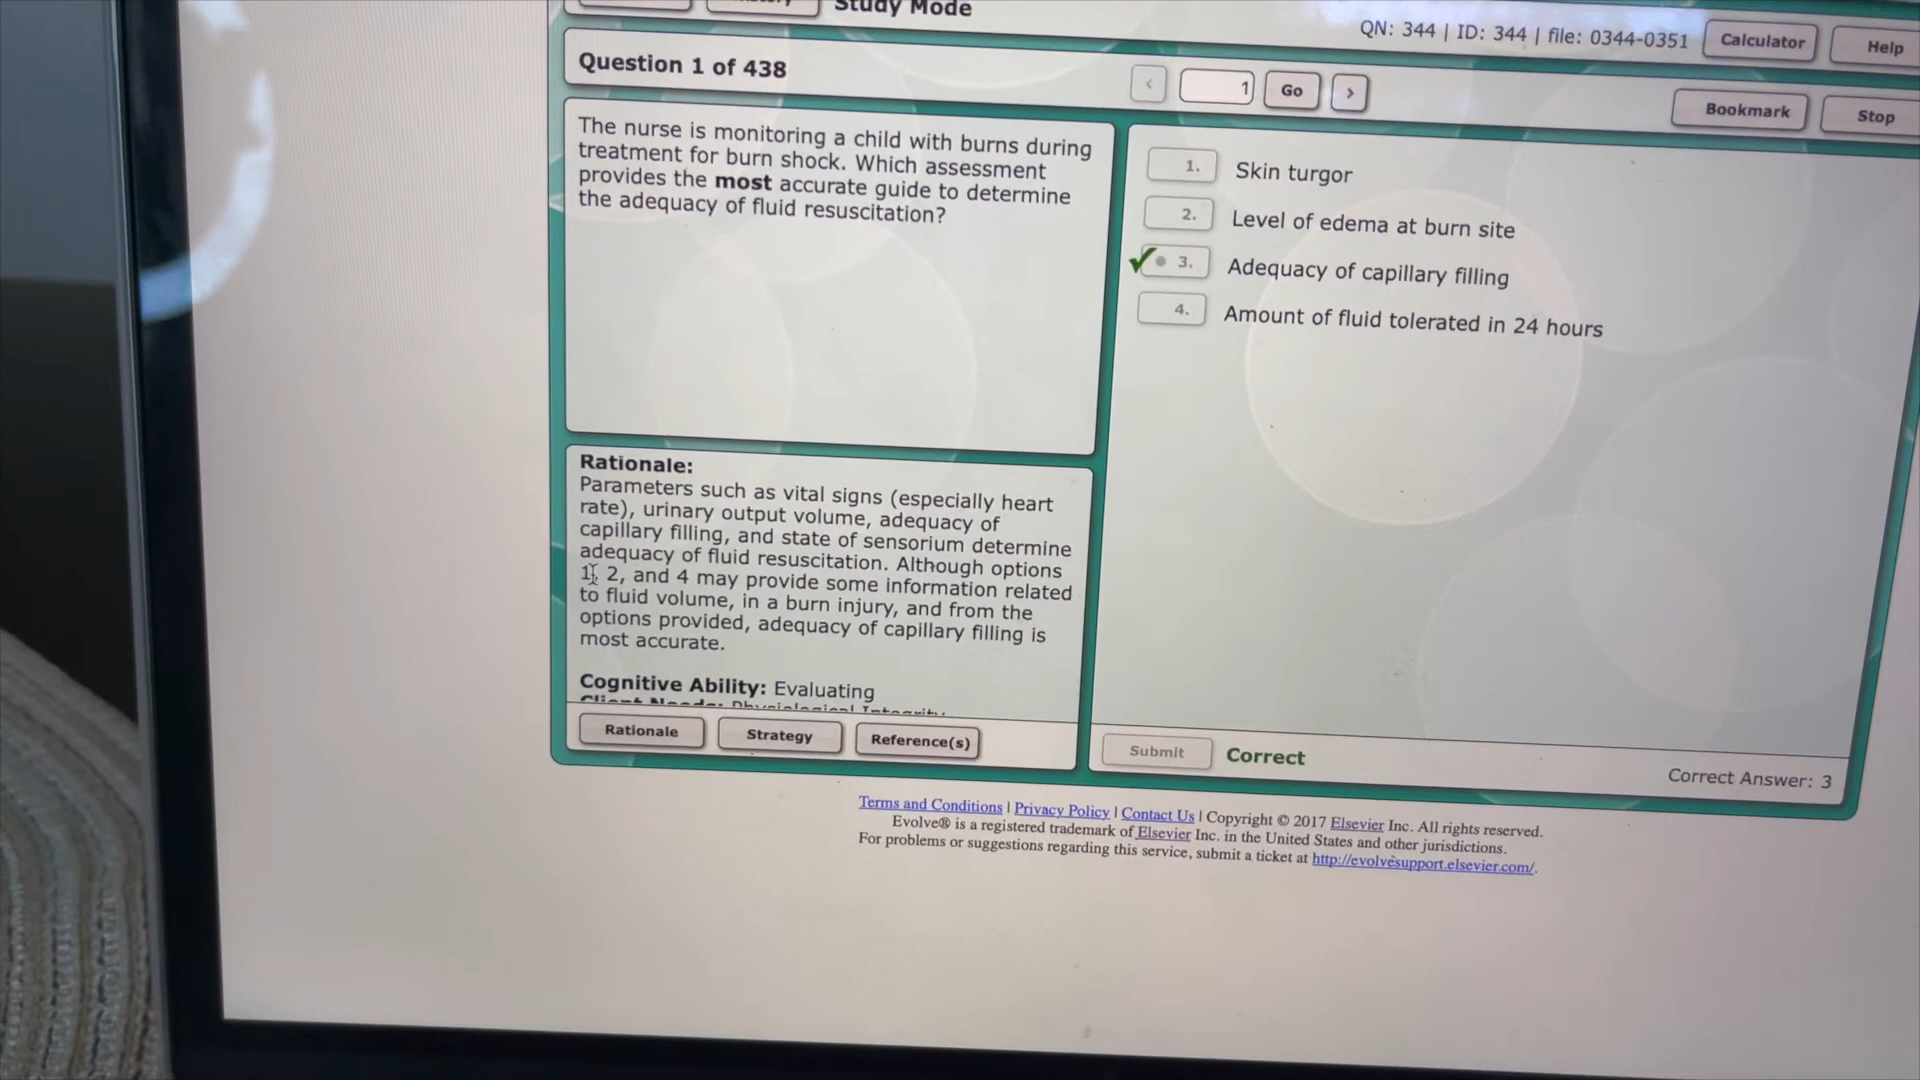 Study Mode
QN: 344 | ID: 344 | file: 0344-0351
Calculator
Help
Question 1 of 438
<
1
Go
>
Bookmark
Stop
The nurse is monitoring a child with burns during
treatment for burn shock. Which assessment
provides the most accurate guide to determine
the adequacy of fluid resuscitation?
1. Skin turgor
2. Level of edema at burn site
3. Adequacy of capillary filling
4. Amount of fluid tolerated in 24 hours
Rationale:
Parameters such as vital signs (especially heart
rate), urinary output volume, adequacy of
capillary filling, and state of sensorium determine
adequacy of fluid resuscitation. Although options
1, 2, and 4 may provide some information related
to fluid volume, in a burn injury, and from the
options provided, adequacy of capillary filling is
most accurate.
Cognitive Ability: Evaluating
Client Needs: Physiological Integrity
Rationale
Strategy
Reference(s)
Submit
Correct
Correct Answer: 3
Terms and Conditions | Privacy Policy | Contact Us | Copyright © 2017 Elsevier Inc. All rights reserved.
Evolve® is a registered trademark of Elsevier Inc. in the United States and other jurisdictions.
For problems or suggestions regarding this service, submit a ticket at http://evolvesupport.elsevier.com/.